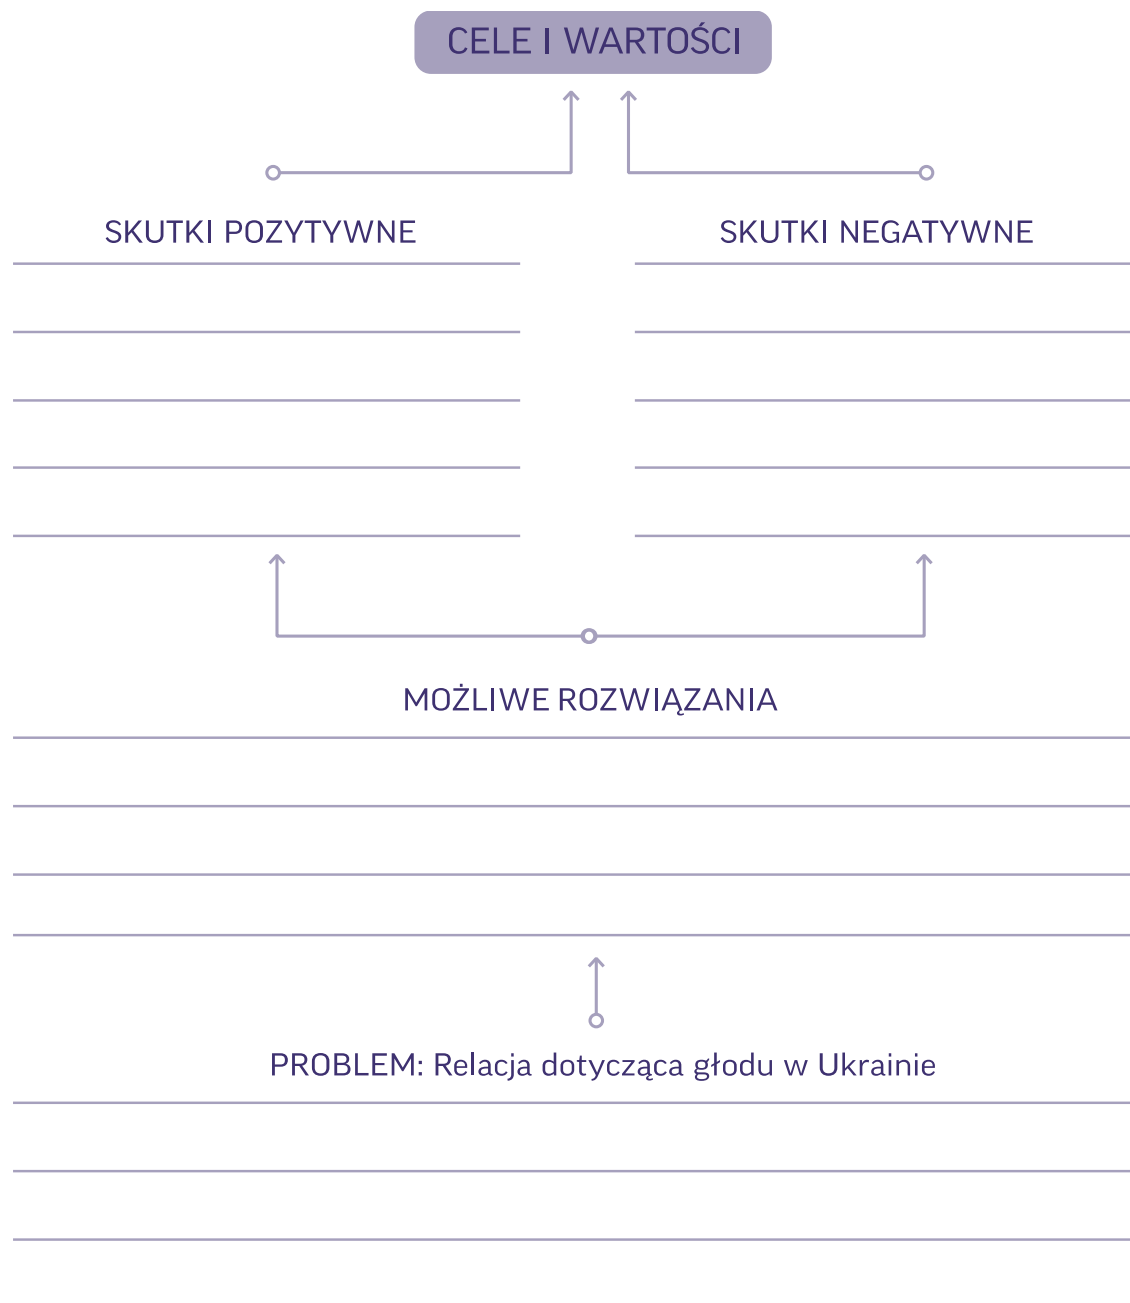 CELE I WARTOŚCI
SKUTKI POZYTYWNE
SKUTKI NEGATYWNE
MOŻLIWE ROZWIĄZANIA
PROBLEM: Relacja dotycząca głodu w Ukrainie